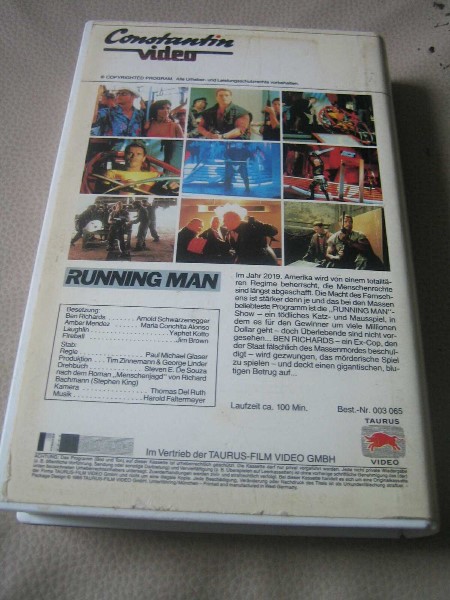 Constantin
video
© COPYRIGHTED PROGRAM Alle Urheber- und Leistungsschutzrechte vorbehalten.
RUNNING MAN
Besetzung:
Ben Richards . . . . . Arnold Schwarzenegger
Amber Mendez . . . . . Maria Conchita Alonso
Laughlin . . . . . Yaphet Kotto
Fireball . . . . . Jim Brown
Stab:
Regie . . . . . Paul Michael Glaser
Produktion . . . . Tim Zinnemann & George Linder
Drehbuch . . . . . Steven E. De Souza
nach dem Roman „Menschenjagd" von Richard
Bachmann (Stephen King)
Kamera . . . . . Thomas Del Ruth
Musik . . . . . Harold Faltermeyer
Im Jahr 2019. Amerika wird von einem totalitä-
ren Regime beherrscht, die Menschenrechte
sind längst abgeschafft. Die Macht des Fernseh-
ens ist stärker denn je und das bei den Massen
beliebteste Programm ist die „RUNNING MAN"-
Show – ein tödliches Katz- und Mausspiel, in
dem es für den Gewinner um viele Millionen
Dollar geht – doch Überlebende sind nicht vor-
gesehen... BEN RICHARDS – ein Ex-Cop, den
der Staat fälschlich des Massenmordes beschul-
digt – wird gezwungen, das mörderische Spiel
zu spielen – und deckt einen gigantischen, blu-
tigen Betrug auf...
Laufzeit ca. 100 Min.
Best.-Nr. 003 065
TAURUS
VIDEO
Im Vertrieb der TAURUS-FILM VIDEO GMBH